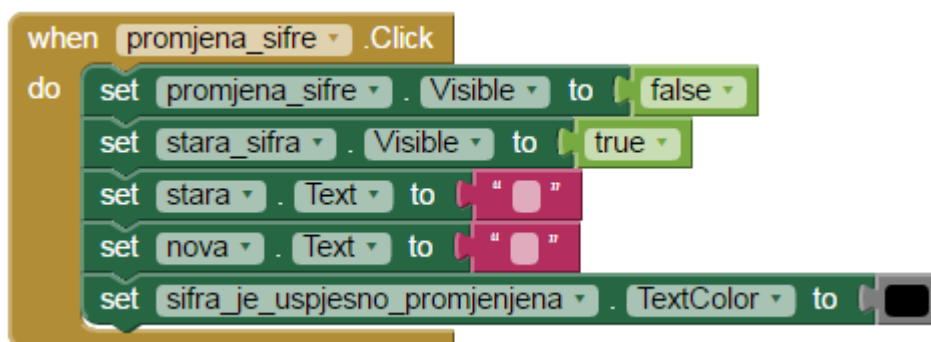 when promjena_sifre .Click
do set promjena_sifre . Visible to false
set stara_sifra . Visible to true
set stara . Text to " "
set nova . Text to " "
set sifra_je_uspjesno_promjenjena . TextColor to